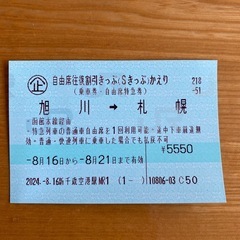 企 自由席往復割引きっぷ(Sきっぷ)かえり 218
(乗車券・自由席特急券) -51
旭川 → 札幌
函館本線経由
・特急列車の普通車自由席を1回利用可能・途中下車前途無
効・普通・快速列車に乗車した場合でも払戻不可
¥5550
-8月16日から-8月21日まで有効
2024.-8.16新千歳空港駅MR1 (1- ) 10806-03 C50